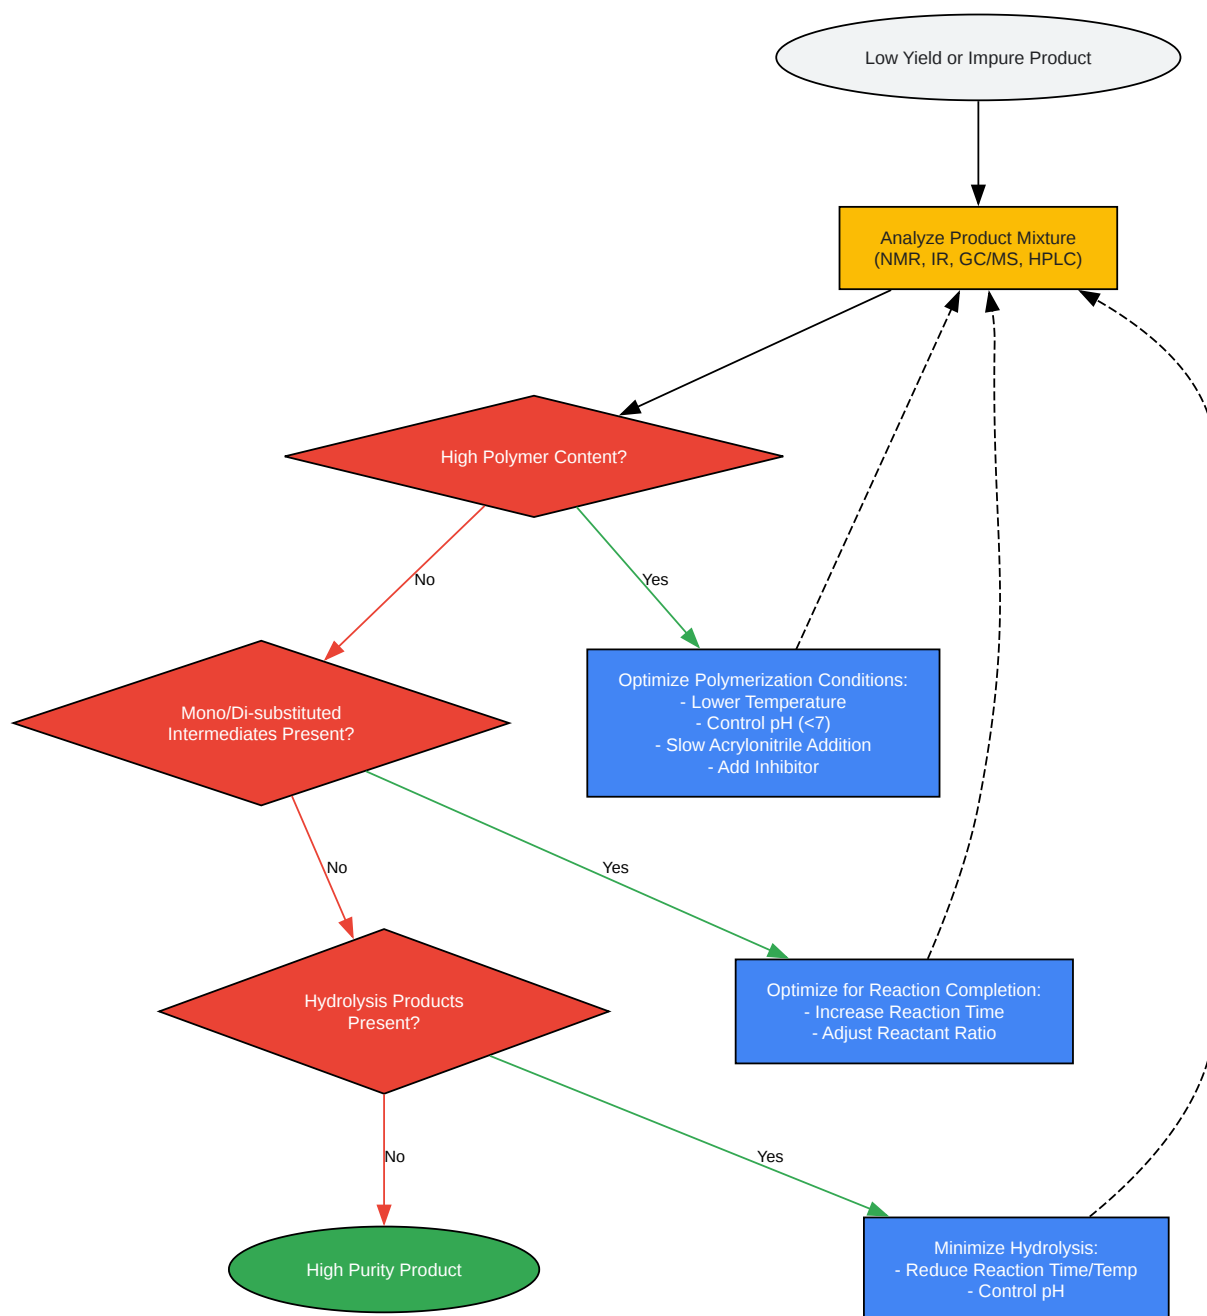 Low Yield or Impure Product
Analyze Product Mixture
(NMR, IR, GC/MS, HPLC)
High Polymer Content?
No
Yes
Optimize Polymerization Conditions:
- Lower Temperature
- Control pH (<7)
- Slow Acrylonitrile Addition
- Add Inhibitor
Mono/Di-substituted
Intermediates Present?
No
Yes
Optimize for Reaction Completion:
- Increase Reaction Time
- Adjust Reactant Ratio
Hydrolysis Products
Present?
No
Yes
High Purity Product
Minimize Hydrolysis:
- Reduce Reaction Time/Temp
- Control pH